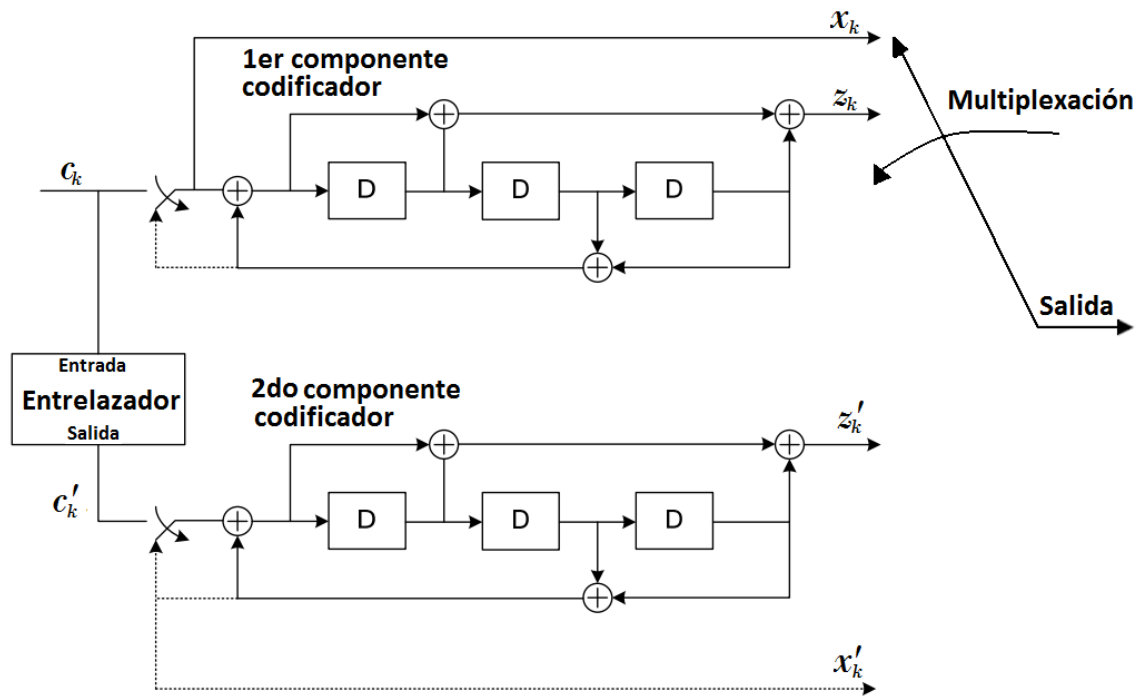 x_k
1er componente
codificador
z_k
Multiplexación
c_k
D
D
D
Salida
Entrada
Entrelazador
Salida
2do componente
codificador
z'_k
c'_k
D
D
D
x'_k